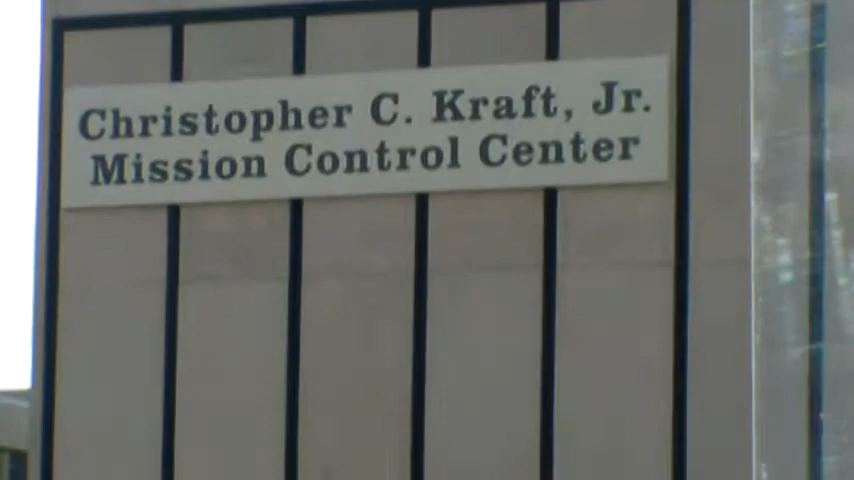 Christopher C. Kraft, Jr.
Mission Control Center